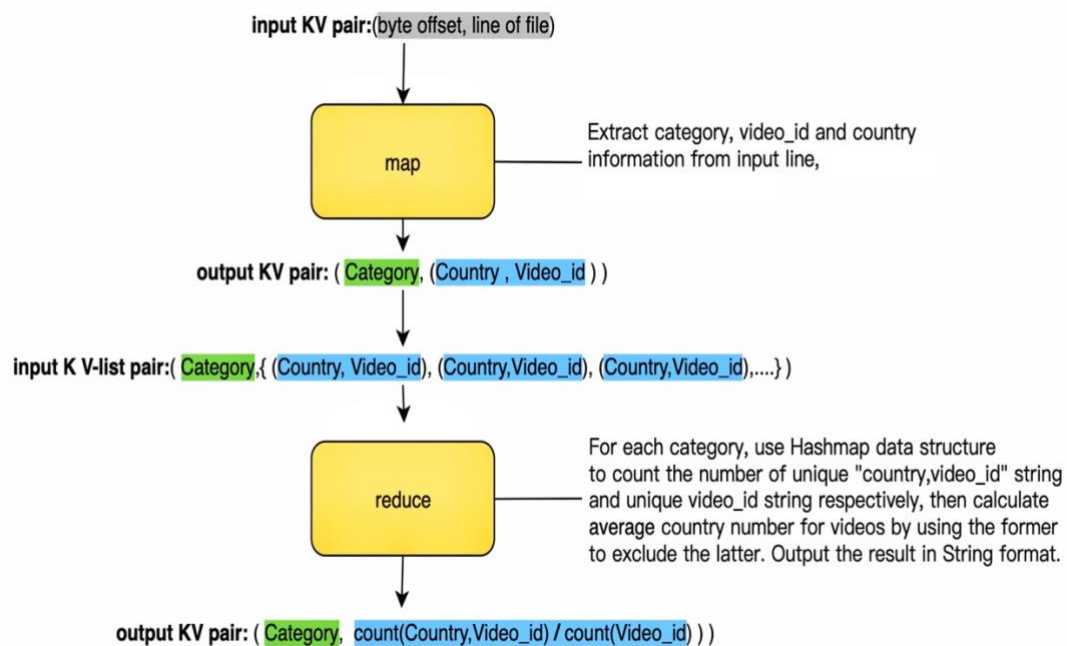 input KV pair:(byte offset, line of file)
map
Extract category, video_id and country
information from input line,
output KV pair: ( Category, (Country , Video_id ) )
input K V-list pair:( Category,{ (Country, Video_id), (Country,Video_id), (Country,Video_id),....} )
reduce
For each category, use Hashmap data structure
to count the number of unique "country,video_id" string
and unique video_id string respectively, then calculate
average country number for videos by using the former
to exclude the latter. Output the result in String format.
output KV pair: ( Category, count(Country,Video_id) / count(Video_id) ) )